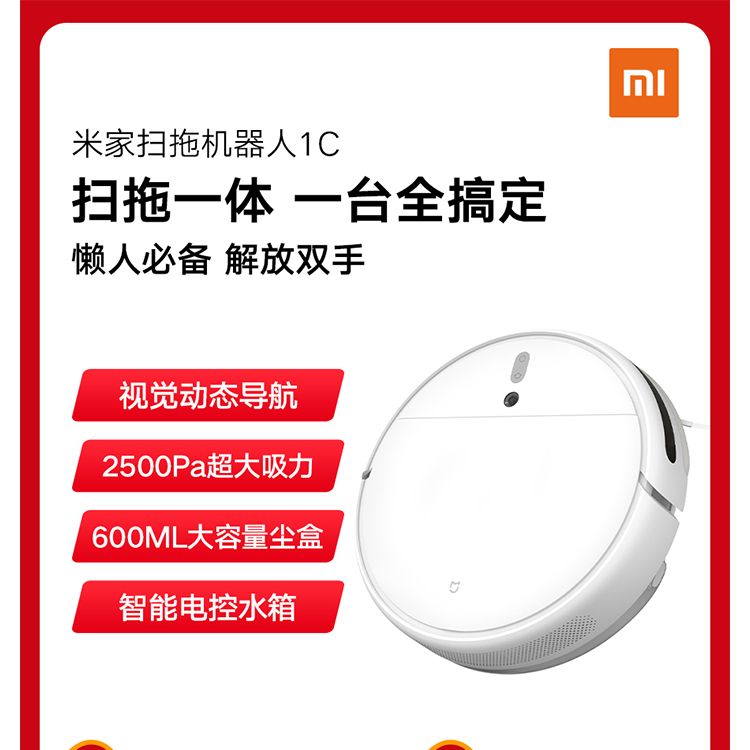 mi
米家扫拖机器人1C
扫拖一体 一台全搞定
懒人必备 解放双手
视觉动态导航
2500Pa超大吸力
600ML大容量尘盒
智能电控水箱